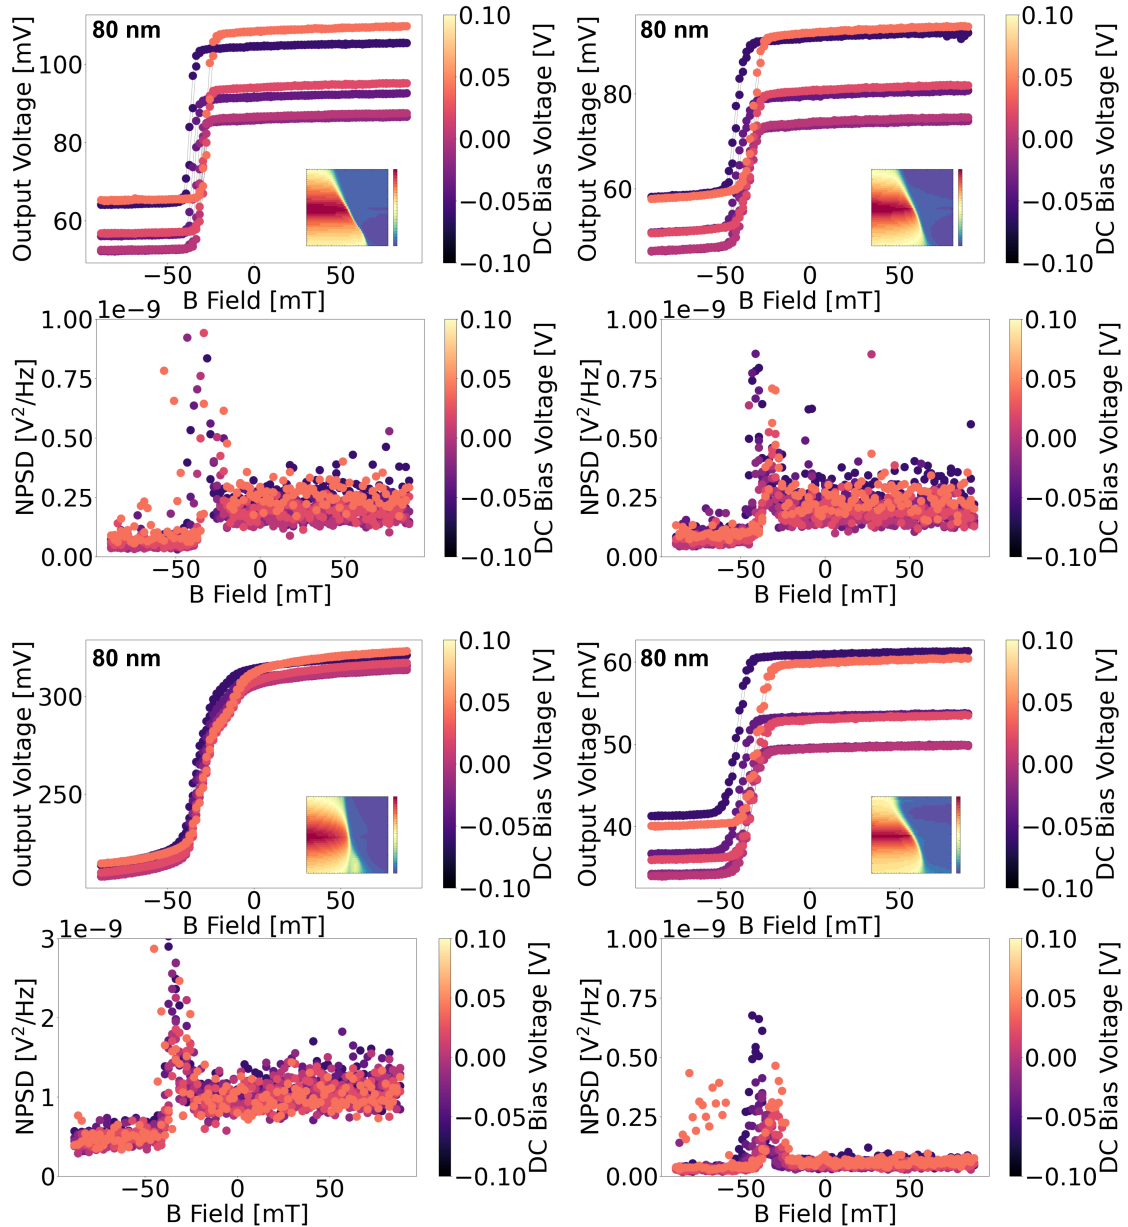 80 nm
Output Voltage [mV]
100
80
60
−50
0
50
B Field [mT]
0.10
0.05
0.00
−0.05
−0.10
DC Bias Voltage [V]
80 nm
Output Voltage [mV]
80
60
−50
0
50
B Field [mT]
0.10
0.05
0.00
−0.05
−0.10
DC Bias Voltage [V]
1e−9
NPSD [V²/Hz]
1.00
0.75
0.50
0.25
0.00
−50
0
50
B Field [mT]
0.10
0.05
0.00
−0.05
−0.10
DC Bias Voltage [V]
1e−9
NPSD [V²/Hz]
1.00
0.75
0.50
0.25
0.00
−50
0
50
B Field [mT]
0.10
0.05
0.00
−0.05
−0.10
DC Bias Voltage [V]
80 nm
Output Voltage [mV]
300
250
−50
0
50
B Field [mT]
0.10
0.05
0.00
−0.05
−0.10
DC Bias Voltage [V]
80 nm
Output Voltage [mV]
60
50
40
−50
0
50
B Field [mT]
0.10
0.05
0.00
−0.05
−0.10
DC Bias Voltage [V]
1e−9
NPSD [V²/Hz]
3
2
1
0
−50
0
50
B Field [mT]
0.10
0.05
0.00
−0.05
−0.10
DC Bias Voltage [V]
1e−9
NPSD [V²/Hz]
1.00
0.75
0.50
0.25
0.00
−50
0
50
B Field [mT]
0.10
0.05
0.00
−0.05
−0.10
DC Bias Voltage [V]